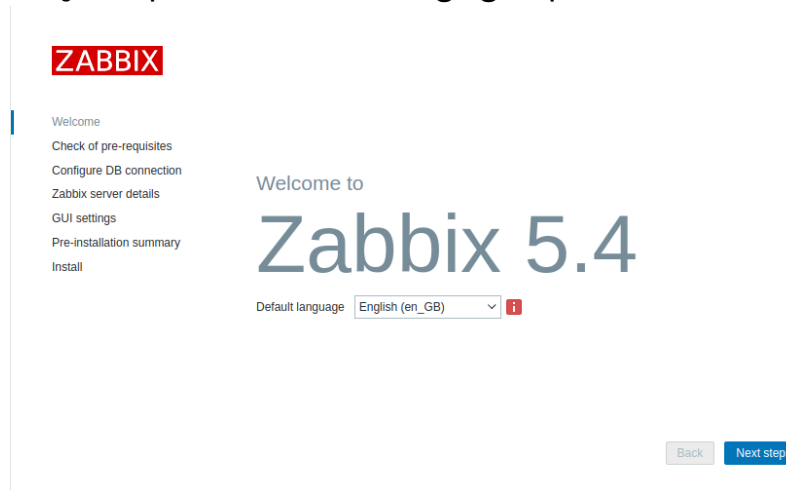 ZABBIX
Welcome
Check of pre-requisites
Configure DB connection
Zabbix server details
GUI settings
Pre-installation summary
Install
Welcome to
Zabbix 5.4
Default language English (en_GB)
Back Next step